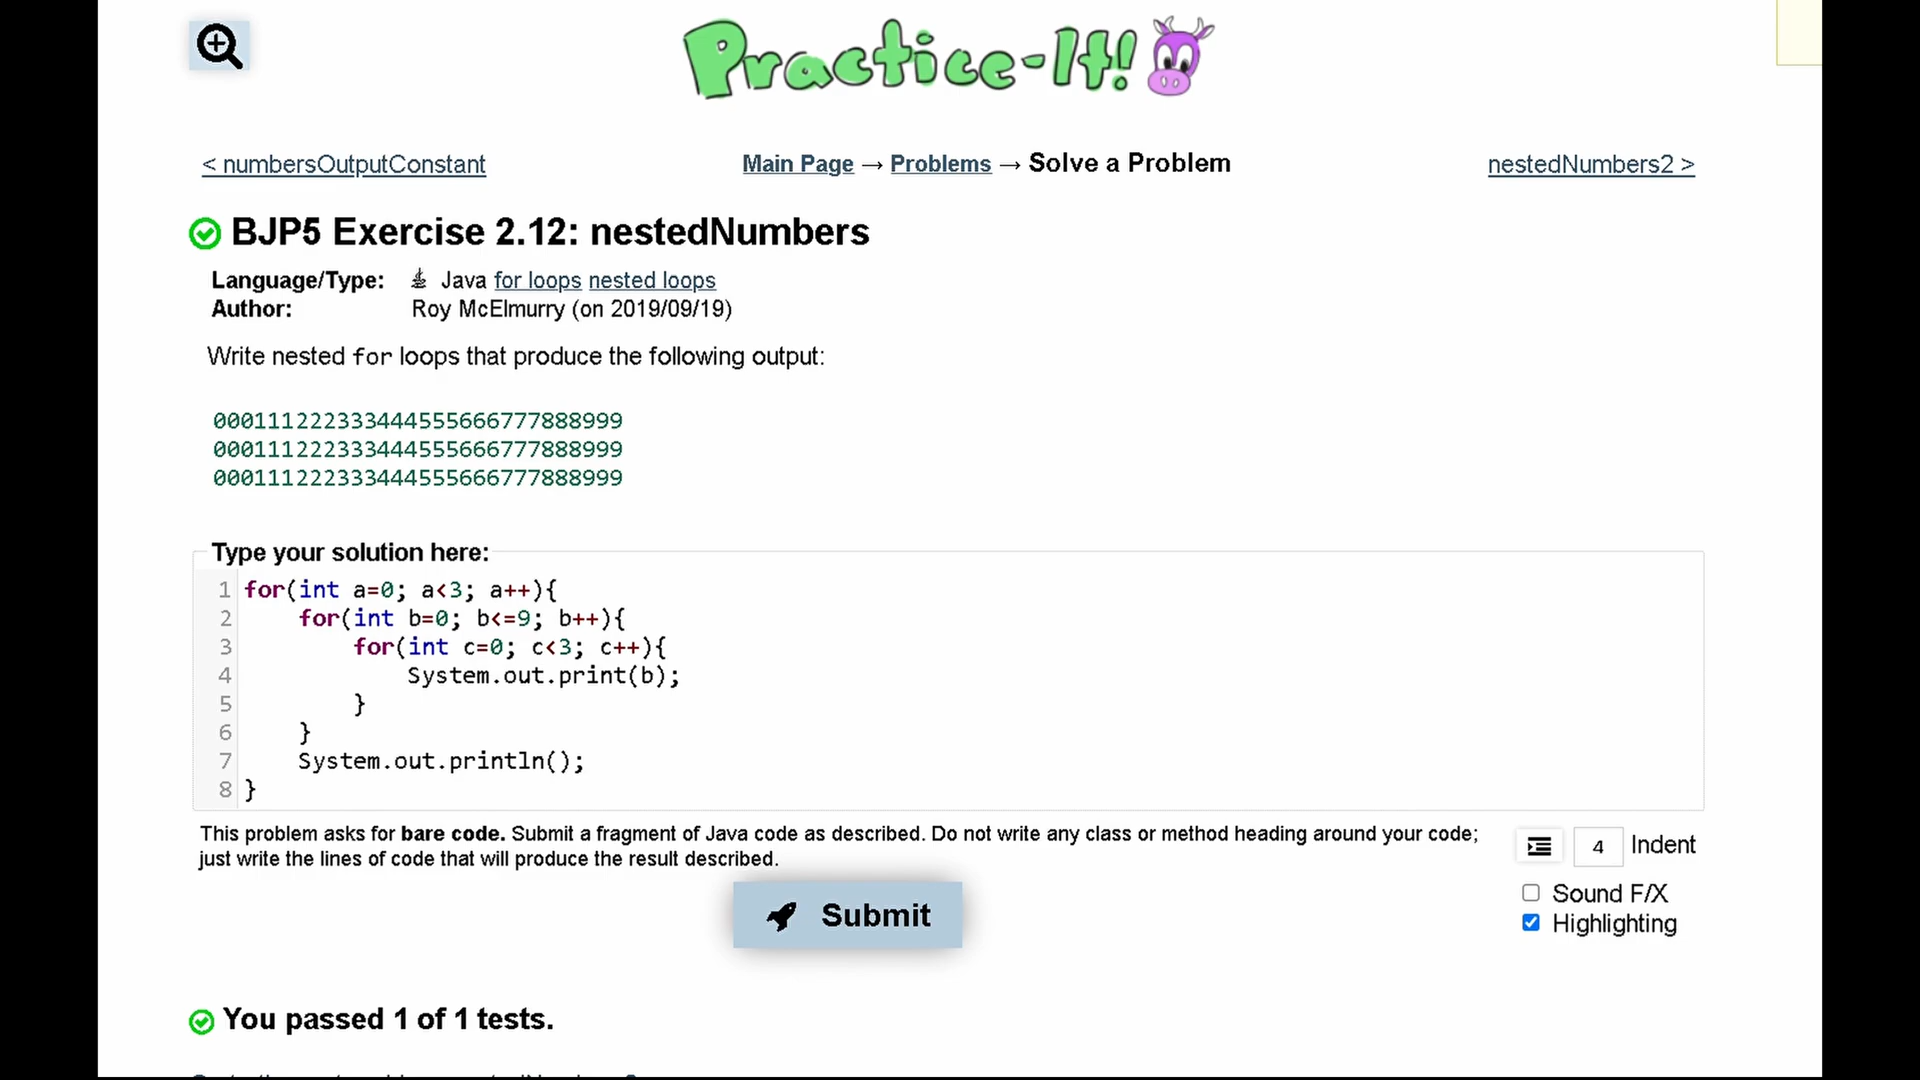 Practice-It!
< numbersOutputConstant
Main Page → Problems → Solve a Problem
nestedNumbers2 >
BJP5 Exercise 2.12: nestedNumbers
Language/Type: Java for loops nested loops
Author: Roy McElmurry (on 2019/09/19)
Write nested for loops that produce the following output:
000111222333444555666777888999
000111222333444555666777888999
000111222333444555666777888999
Type your solution here:
1 for(int a=0; a<3; a++){
2     for(int b=0; b<=9; b++){
3         for(int c=0; c<3; c++){
4             System.out.print(b);
5         }
6     }
7     System.out.println();
8 }
This problem asks for bare code. Submit a fragment of Java code as described. Do not write any class or method heading around your code;
just write the lines of code that will produce the result described.
4 Indent
Sound F/X
Highlighting
Submit
You passed 1 of 1 tests.